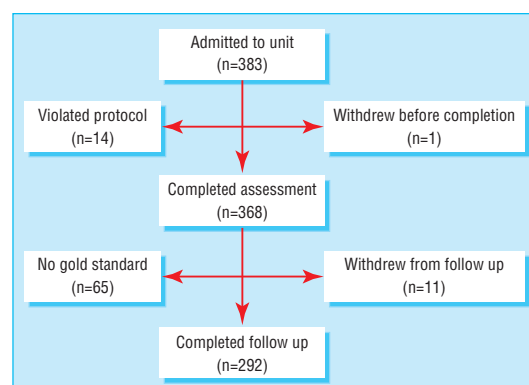 Admitted to unit
(n=383)
Violated protocol
(n=14)
Withdrew before completion
(n=1)
Completed assessment
(n=368)
No gold standard
(n=65)
Withdrew from follow up
(n=11)
Completed follow up
(n=292)